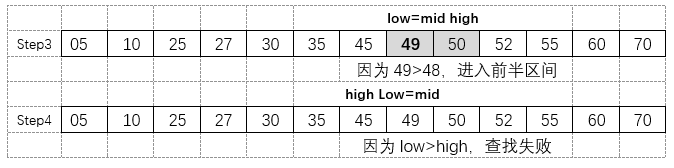 low=mid high
Step3 05 10 25 27 30 35 45 49 50 52 55 60 70
因为 49>48，进入前半区间
high Low=mid
Step4 05 10 25 27 30 35 45 49 50 52 55 60 70
因为 low>high，查找失败